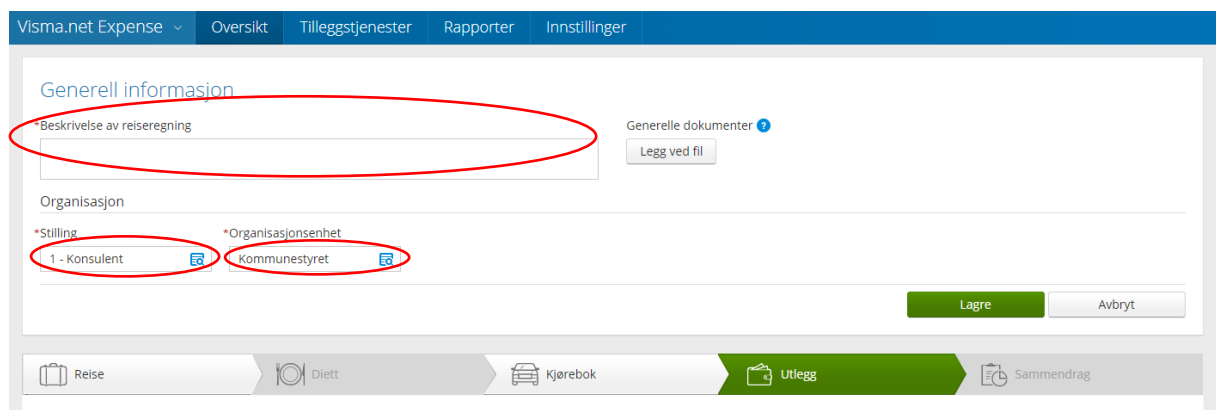 Visma.net Expense Oversikt Tilleggstjenester Rapporter Innstillinger
Generell informasjon
*Beskrivelse av reiseregning Generelle dokumenter ?
Legg ved fil
Organisasjon
*Stilling *Organisasjonsenhet
1 - Konsulent Kommunestyret
Lagre Avbryt
Reise Diett Kjørebok Utlegg Sammendrag